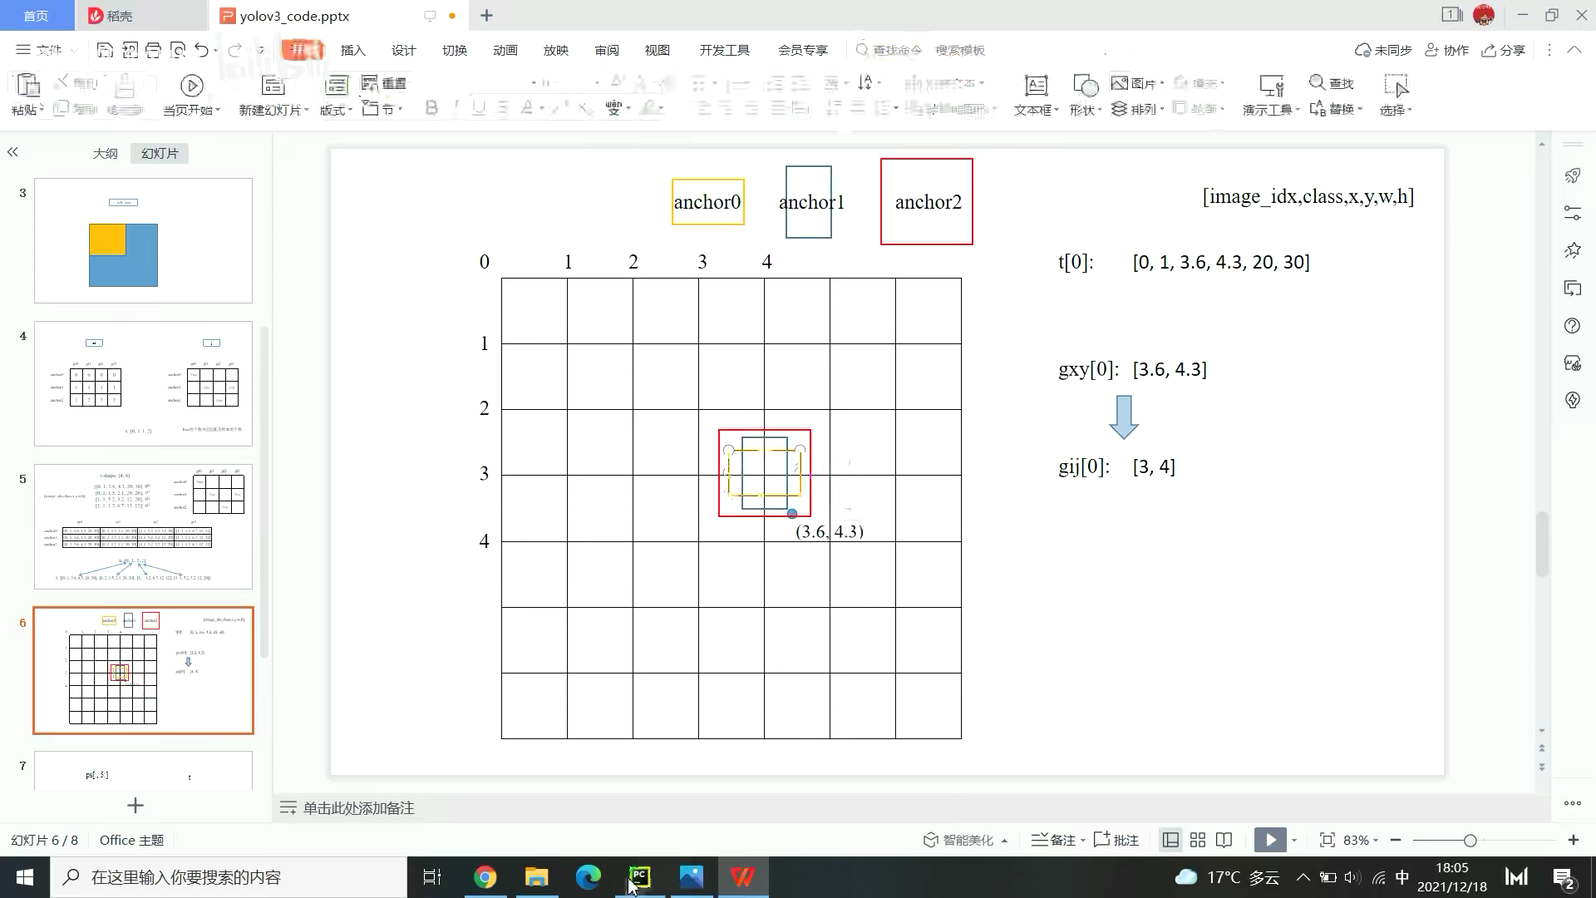 首页
稻壳
yolov3_code.pptx
文件
插入
设计
切换
动画
放映
审阅
视图
开发工具
会员专享
查找命令、搜索模板
未同步
协作
分享
粘贴
当页开始
新建幻灯片
版式
重置
节
文本框
形状
图片
排列
演示工具
查找
替换
选择
大纲
幻灯片
3
4
5
6
7
anchor0
anchor1
anchor2
[image_idx,class,x,y,w,h]
0 1 2 3 4
1
2
3
4
(3.6, 4.3)
t[0]: [0, 1, 3.6, 4.3, 20, 30]
gxy[0]: [3.6, 4.3]
gij[0]: [3, 4]
单击此处添加备注
幻灯片 6 / 8
Office 主题
智能美化
备注
批注
83%
在这里输入你要搜索的内容
17°C 多云
中
18:05
2021/12/18
2